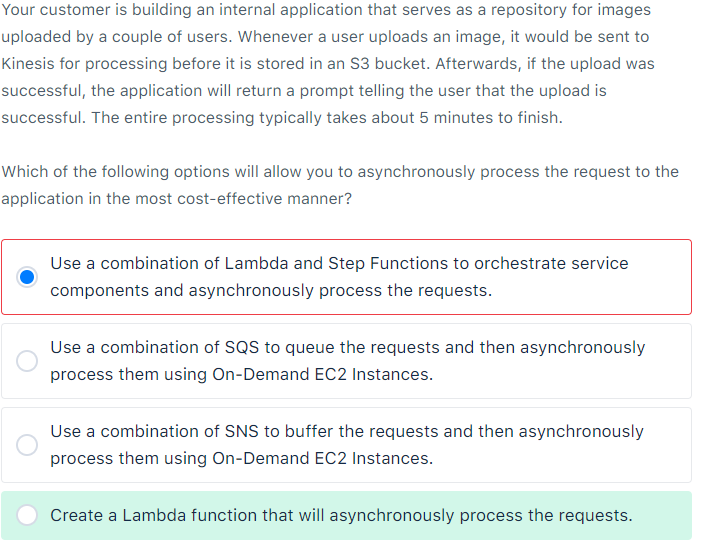 Your customer is building an internal application that serves as a repository for images
uploaded by a couple of users. Whenever a user uploads an image, it would be sent to
Kinesis for processing before it is stored in an S3 bucket. Afterwards, if the upload was
successful, the application will return a prompt telling the user that the upload is
successful. The entire processing typically takes about 5 minutes to finish.
Which of the following options will allow you to asynchronously process the request to the
application in the most cost-effective manner?
Use a combination of Lambda and Step Functions to orchestrate service
components and asynchronously process the requests.
Use a combination of SQS to queue the requests and then asynchronously
process them using On-Demand EC2 Instances.
Use a combination of SNS to buffer the requests and then asynchronously
process them using On-Demand EC2 Instances.
Create a Lambda function that will asynchronously process the requests.